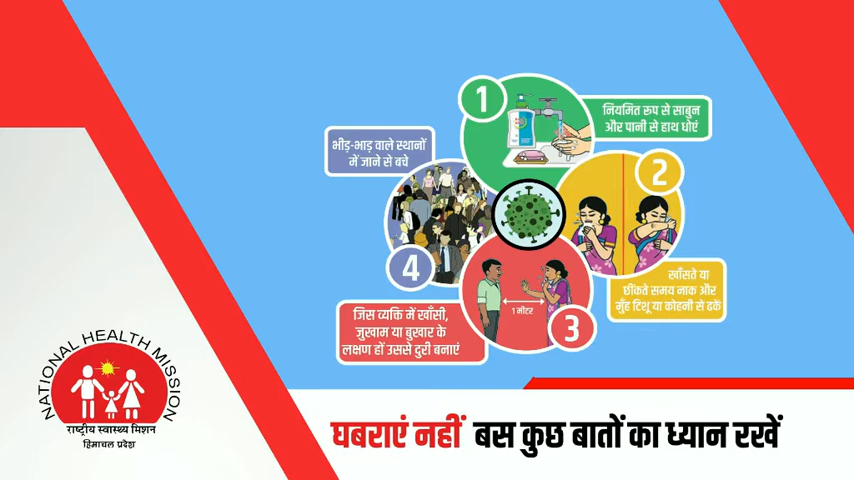 1
नियमित रूप से साबुन
और पानी से हाथ धोएं
2
खाँसते या
छींकते समय नाक और
मुँह टिशू या कोहनी से ढकें
1 मीटर
3
जिस व्यक्ति में खाँसी,
जुखाम या बुखार के
लक्षण हों उससे दुरी बनाएं
4
भीड़-भाड़ वाले स्थानों
में जाने से बचे
NATIONAL HEALTH MISSION
राष्ट्रीय स्वास्थ्य मिशन
हिमाचल प्रदेश
घबराएं नहीं बस कुछ बातों का ध्यान रखें